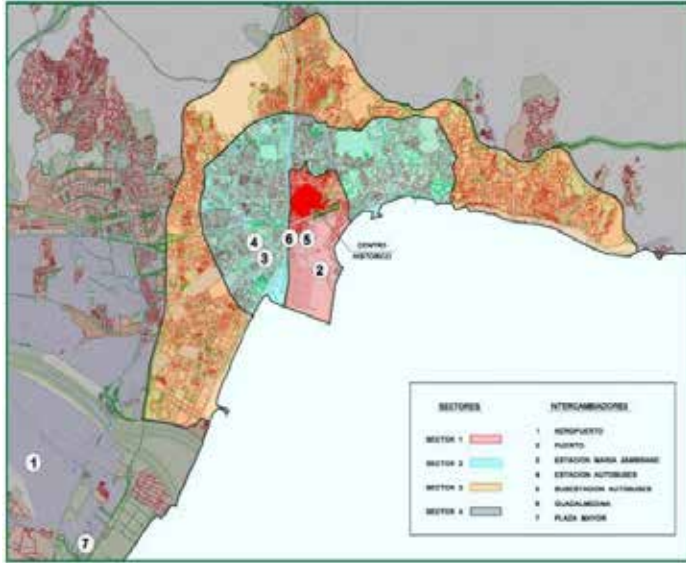 4
3
6
5
2
CENTRO
HISTORICO
1
7
SECTORES
SECTOR 1
SECTOR 2
SECTOR 3
SECTOR 4
INTERCAMBIADORES
1 AEROPUERTO
2 PUERTO
3 ESTACION MARIA ZAMBRANO
4 ESTACION AUTOBUSES
5 SUBESTACION AUTOBUSES
6 GUADALMEDINA
7 PLAZA MAYOR